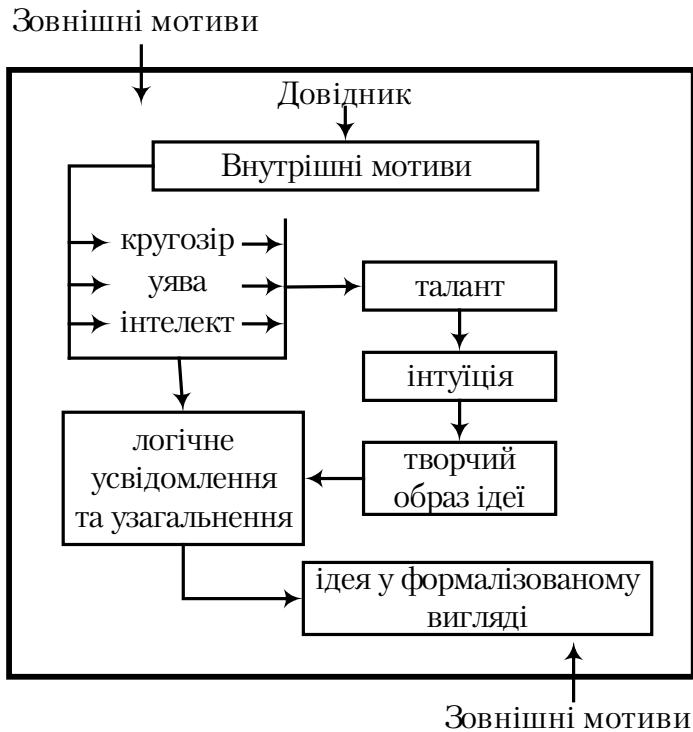 Зовнішні мотиви
Довідник
Внутрішні мотиви
кругозір
уява
інтелект
талант
інтуїція
творчий
образ ідеї
логічне
усвідомлення
та узагальнення
ідея у формалізованому
вигляді
Зовнішні мотиви